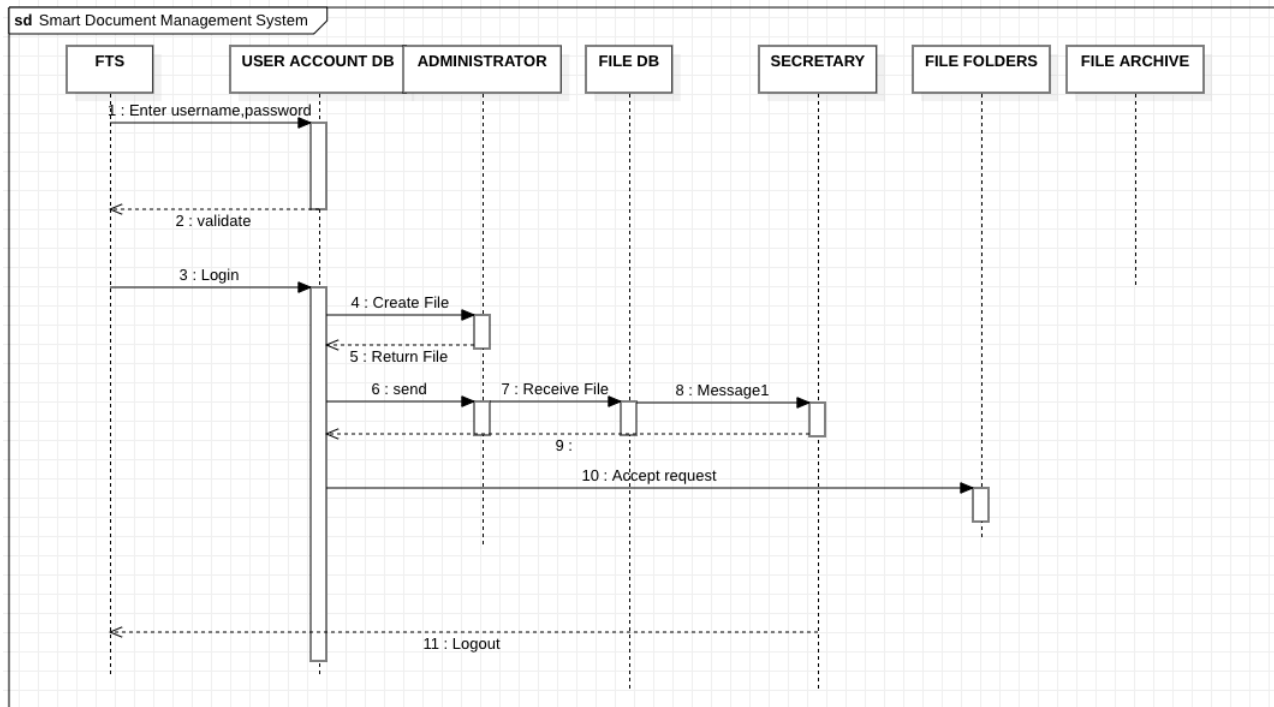 sd Smart Document Management System
FTS
USER ACCOUNT DB
ADMINISTRATOR
FILE DB
SECRETARY
FILE FOLDERS
FILE ARCHIVE
1 : Enter username,password
2 : validate
3 : Login
4 : Create File
5 : Return File
6 : send
7 : Receive File
8 : Message1
9 :
10 : Accept request
11 : Logout